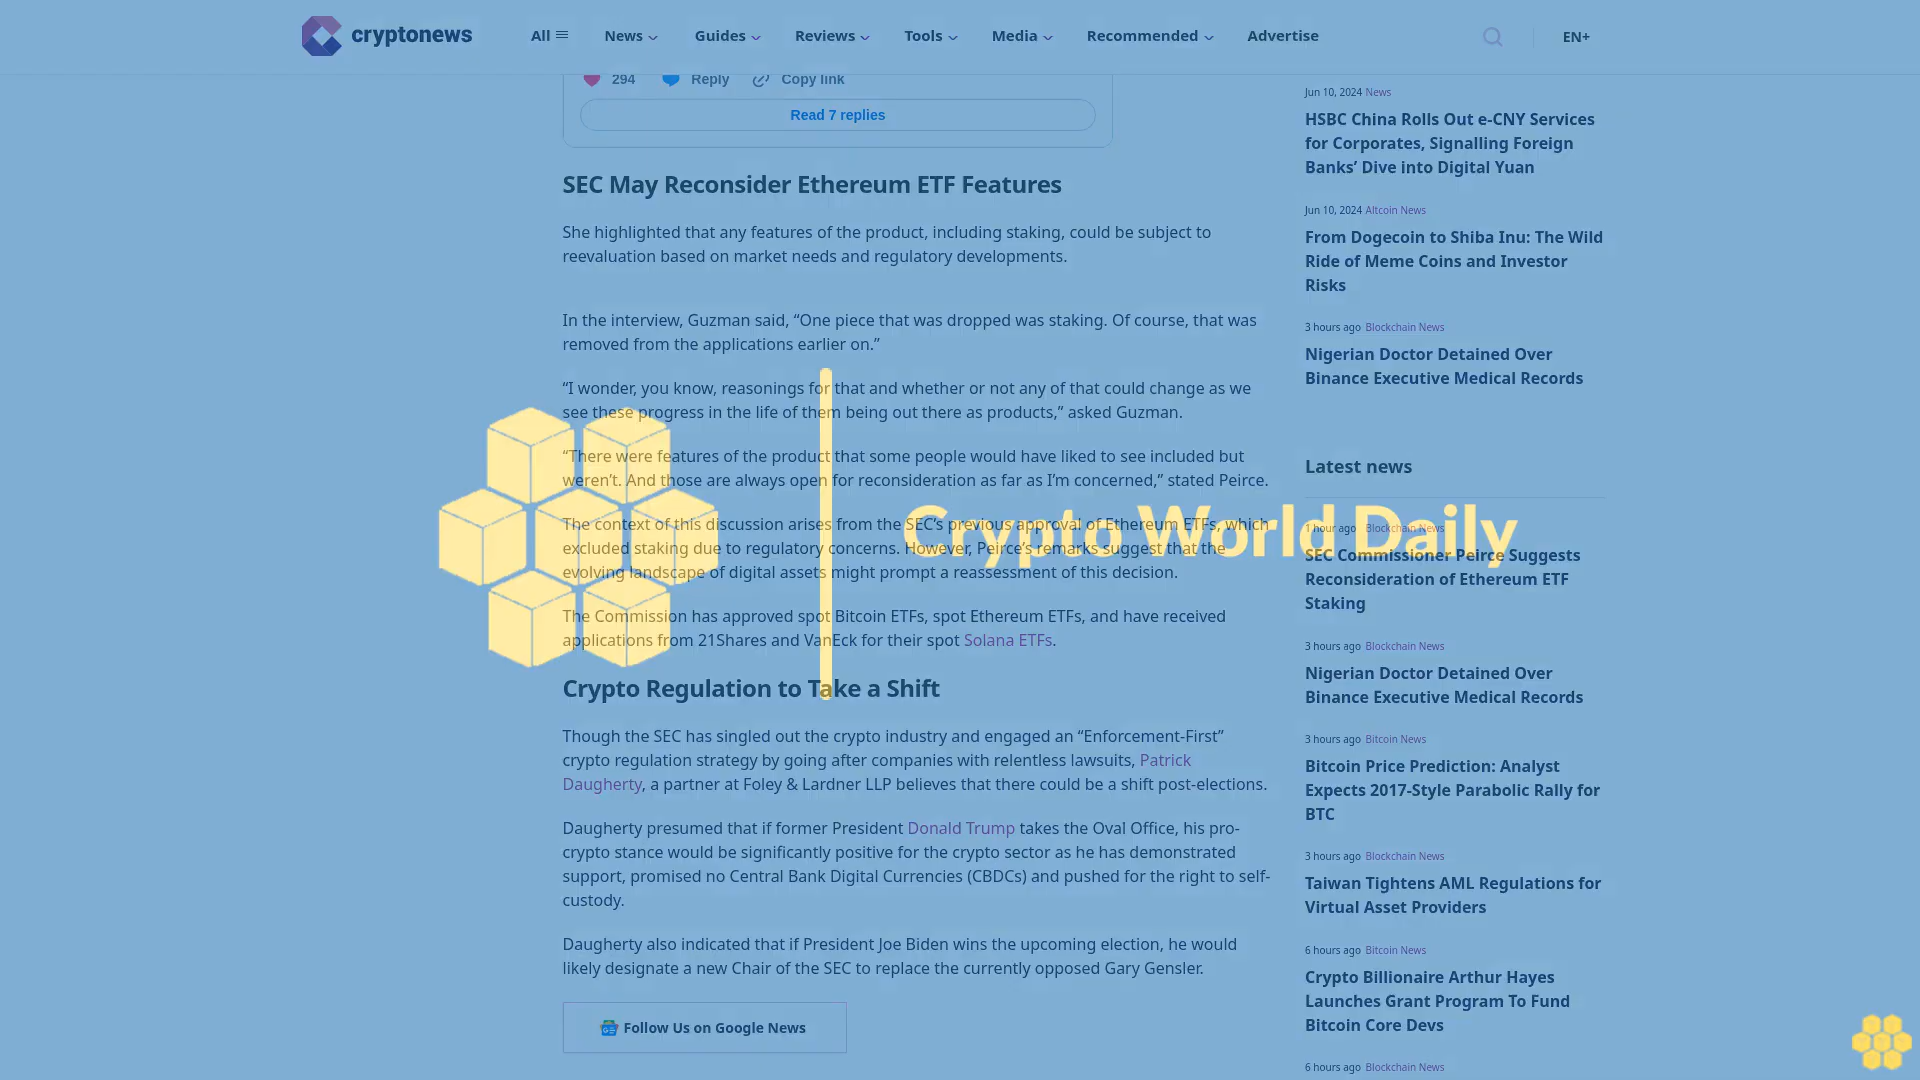 cryptonews
All
News
Guides
Reviews
Tools
Media
Recommended
Advertise
EN+
294
Reply
Copy link
Read 7 replies
SEC May Reconsider Ethereum ETF Features
She highlighted that any features of the product, including staking, could be subject to
reevaluation based on market needs and regulatory developments.
In the interview, Guzman said, “One piece that was dropped was staking. Of course, that was
removed from the applications earlier on.”
“I wonder, you know, reasonings for that and whether or not any of that could change as we
see these progress in the life of them being out there as products,” asked Guzman.
“There were features of the product that some people would have liked to see included but
weren’t. And those are always open for reconsideration as far as I’m concerned,” stated Peirce.
The context of this discussion arises from the SEC’s previous approval of Ethereum ETFs, which
excluded staking due to regulatory concerns. However, Peirce’s remarks suggest that the
evolving landscape of digital assets might prompt a reassessment of this decision.
The Commission has approved spot Bitcoin ETFs, spot Ethereum ETFs, and have received
applications from 21Shares and VanEck for their spot Solana ETFs.
Crypto Regulation to Take a Shift
Though the SEC has singled out the crypto industry and engaged an “Enforcement-First”
crypto regulation strategy by going after companies with relentless lawsuits, Patrick
Daugherty, a partner at Foley & Lardner LLP believes that there could be a shift post-elections.
Daugherty presumed that if former President Donald Trump takes the Oval Office, his pro-
crypto stance would be significantly positive for the crypto sector as he has demonstrated
support, promised no Central Bank Digital Currencies (CBDCs) and pushed for the right to self-
custody.
Daugherty also indicated that if President Joe Biden wins the upcoming election, he would
likely designate a new Chair of the SEC to replace the currently opposed Gary Gensler.
Follow Us on Google News
Crypto World Daily
Jun 10, 2024 News
HSBC China Rolls Out e-CNY Services
for Corporates, Signalling Foreign
Banks’ Dive into Digital Yuan
Jun 10, 2024 Altcoin News
From Dogecoin to Shiba Inu: The Wild
Ride of Meme Coins and Investor
Risks
3 hours ago Blockchain News
Nigerian Doctor Detained Over
Binance Executive Medical Records
Latest news
1 hour ago Blockchain News
SEC Commissioner Peirce Suggests
Reconsideration of Ethereum ETF
Staking
3 hours ago Blockchain News
Nigerian Doctor Detained Over
Binance Executive Medical Records
3 hours ago Bitcoin News
Bitcoin Price Prediction: Analyst
Expects 2017-Style Parabolic Rally for
BTC
3 hours ago Blockchain News
Taiwan Tightens AML Regulations for
Virtual Asset Providers
6 hours ago Bitcoin News
Crypto Billionaire Arthur Hayes
Launches Grant Program To Fund
Bitcoin Core Devs
6 hours ago Blockchain News